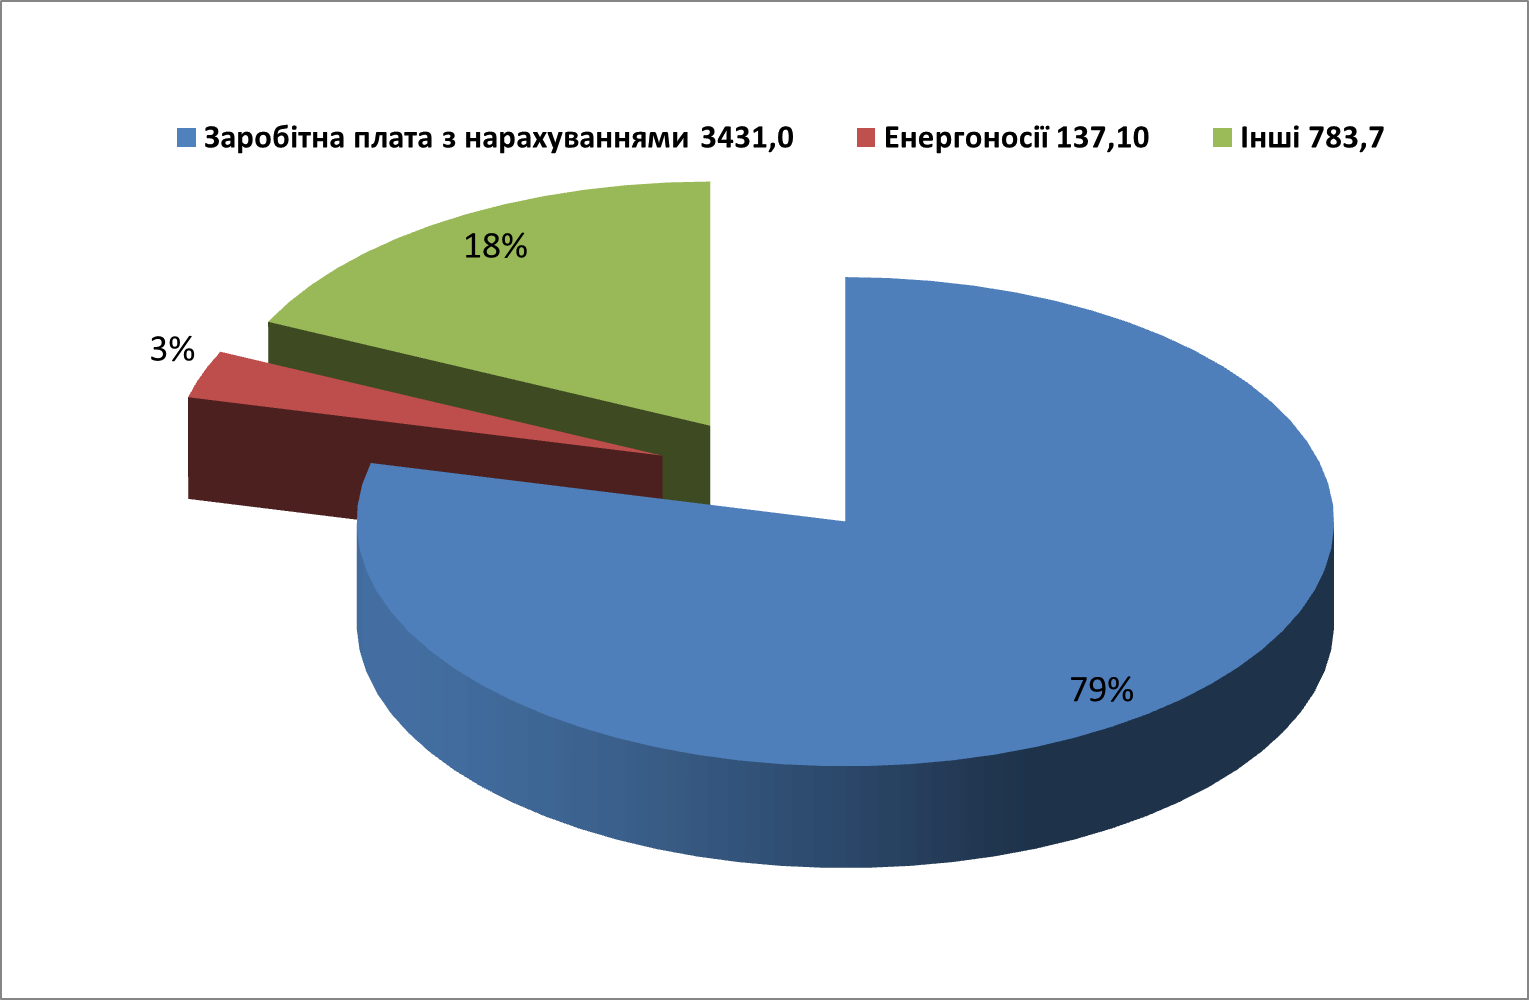 Заробітна плата з нарахуваннями 3431,0 Енергоносії 137,10 Інші 783,7
18%
3%
79%